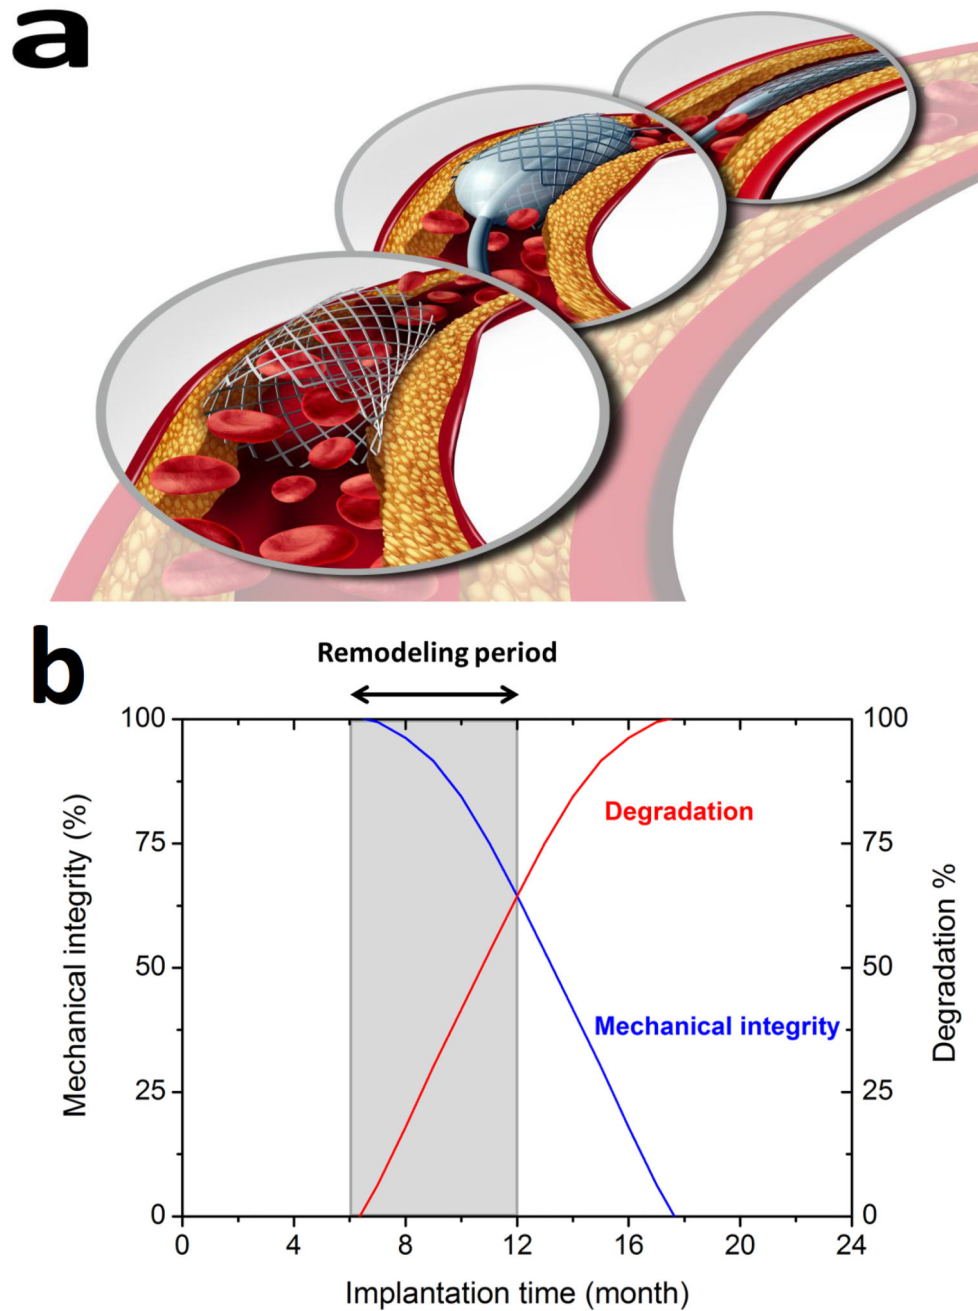 a
b
Remodeling period
100
75
50
25
0
Mechanical integrity (%)
100
75
50
25
0
Degradation %
Degradation
Mechanical integrity
0 4 8 12 16 20 24
Implantation time (month)